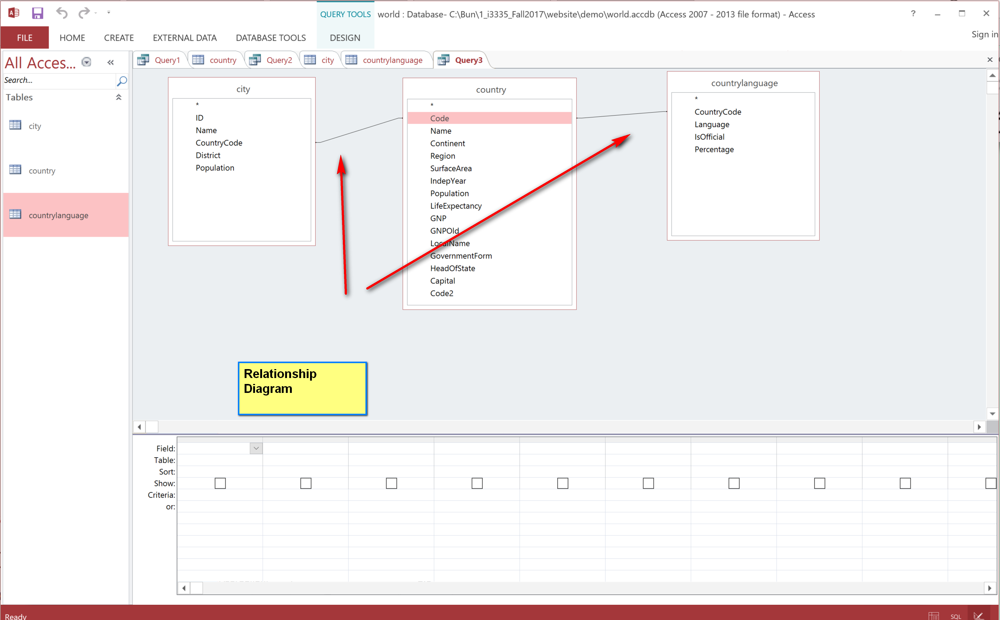 QUERY TOOLS world : Database- C:\Bun\1_i3335_Fall2017\website\demo\world.accdb (Access 2007 - 2013 file format) - Access
?
FILE HOME CREATE EXTERNAL DATA DATABASE TOOLS DESIGN
Sign in
All Acces...
Query1 country Query2 city countrylanguage Query3
Search...
Tables
city
country
countrylanguage
city
*
ID
Name
CountryCode
District
Population
country
*
Code
Name
Continent
Region
SurfaceArea
IndepYear
Population
LifeExpectancy
GNP
GNPOld
LocalName
GovernmentForm
HeadOfState
Capital
Code2
countrylanguage
*
CountryCode
Language
IsOfficial
Percentage
Relationship
Diagram
Field:
Table:
Sort:
Show:
Criteria:
or:
Ready
SQL